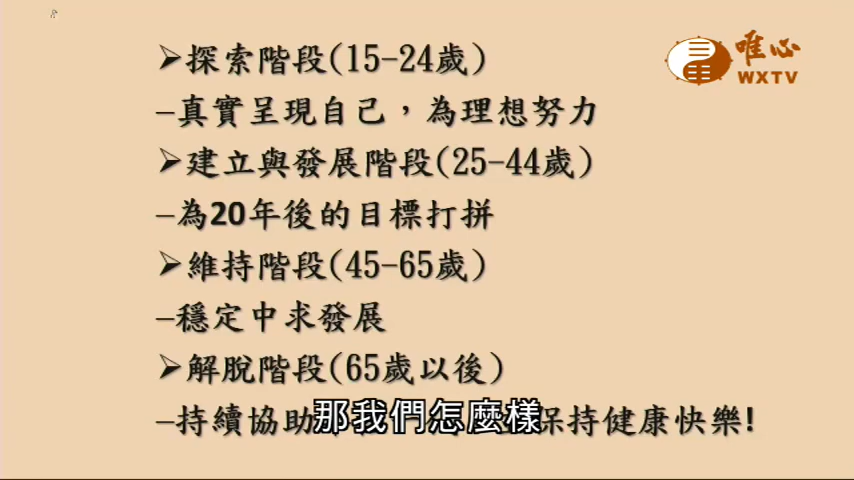 ➢探索階段(15-24歲)
唯心
WXTV
–真實呈現自己，為理想努力
➢建立與發展階段(25-44歲)
–為20年後的目標打拼
➢維持階段(45-65歲)
–穩定中求發展
➢解脫階段(65歲以後)
–持續協助 保持健康快樂!
那我們怎麼樣